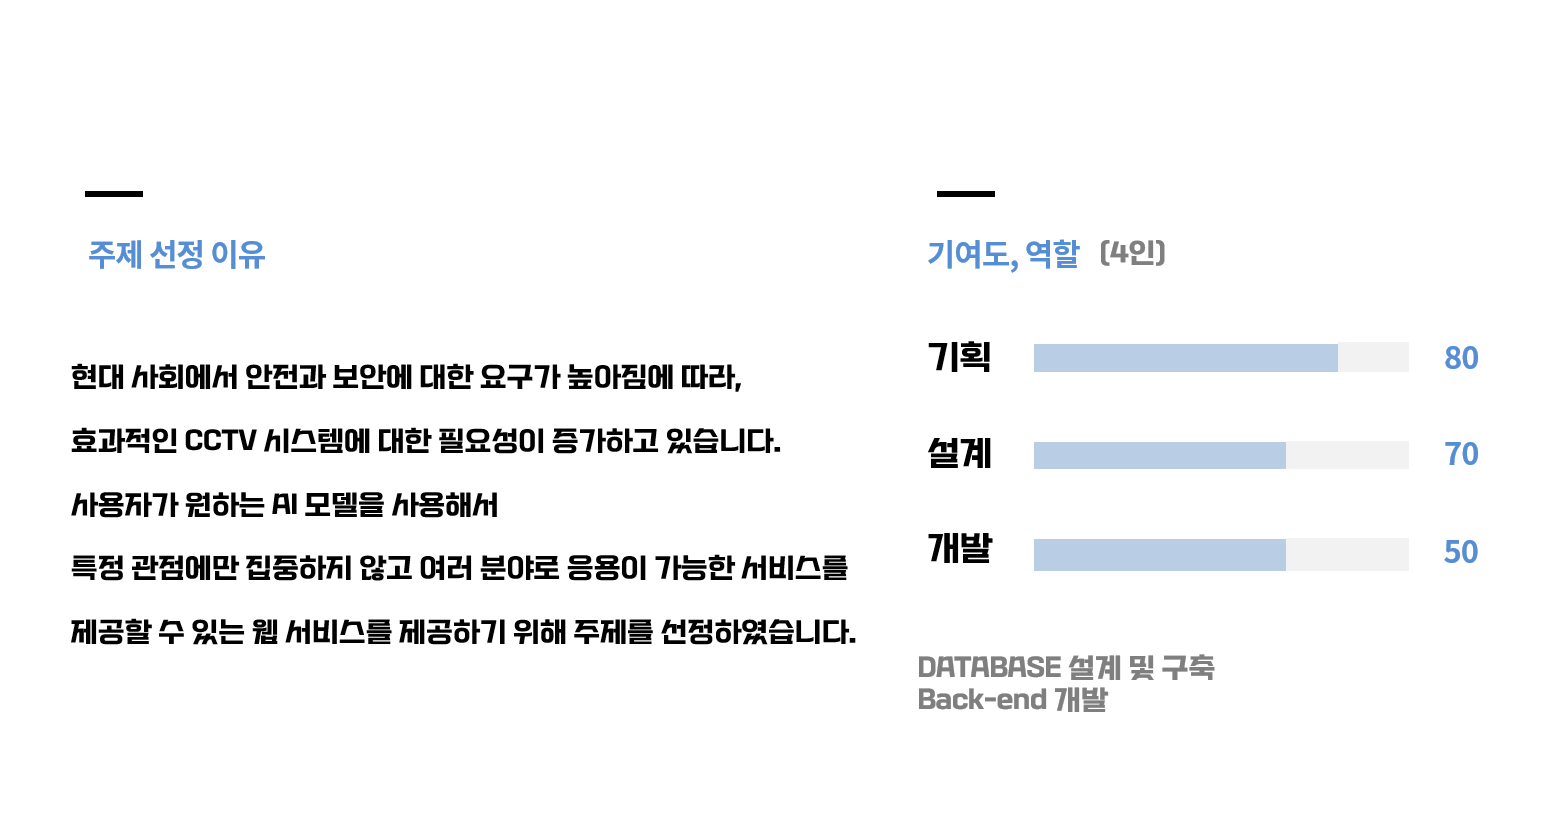 주제 선정 이유
현대 사회에서 안전과 보안에 대한 요구가 높아짐에 따라,
효과적인 CCTV 시스템에 대한 필요성이 증가하고 있습니다.
사용자가 원하는 AI 모델을 사용해서
특정 관점에만 집중하지 않고 여러 분야로 응용이 가능한 서비스를
제공할 수 있는 웹 서비스를 제공하기 위해 주제를 선정하였습니다.
기여도, 역할 (4인)
기획 80
설계 70
개발 50
DATABASE 설계 및 구축
Back-end 개발